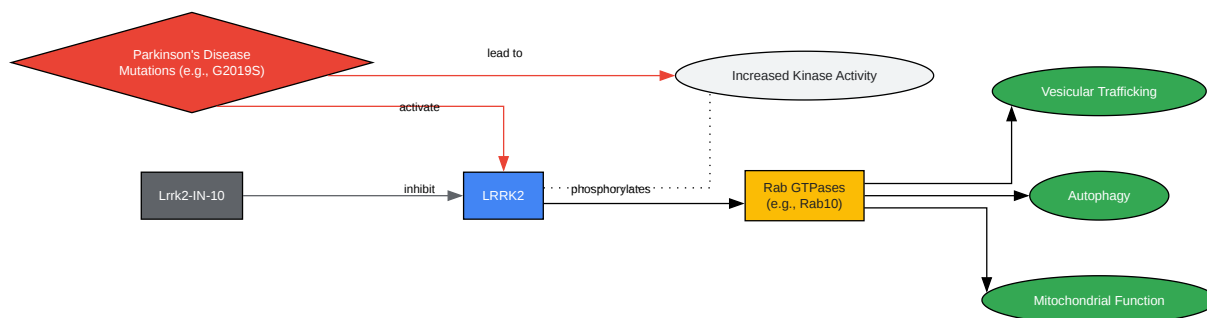 Parkinson's Disease
Mutations (e.g., G2019S)
lead to
Increased Kinase Activity
Vesicular Trafficking
activate
Lrrk2-IN-10
inhibit
LRRK2
phosphorylates
Rab GTPases
(e.g., Rab10)
Autophagy
Mitochondrial Function